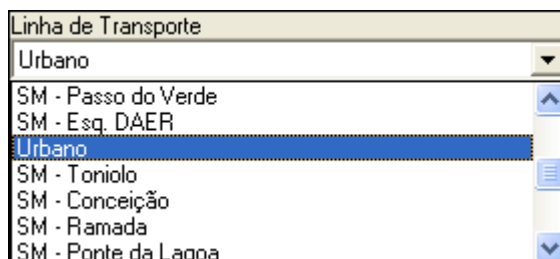 Linha de Transporte
Urbano
SM - Passo do Verde
SM - Esq. DAER
Urbano
SM - Toniolo
SM - Conceição
SM - Ramada
SM - Ponte da Lagoa